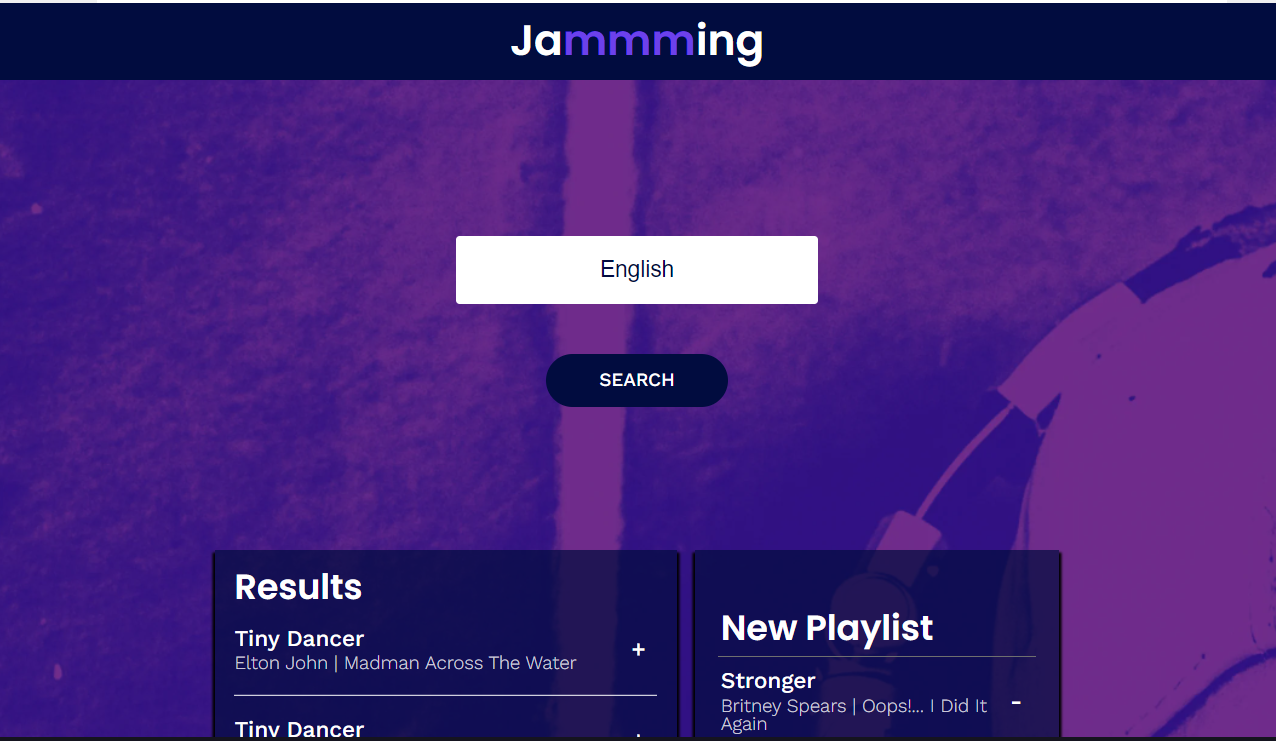 Jammming
English
SEARCH
Results
Tiny Dancer
+
Elton John | Madman Across The Water
Tiny Dancer
New Playlist
Stronger
Britney Spears | Oops!... I Did It
Again
-